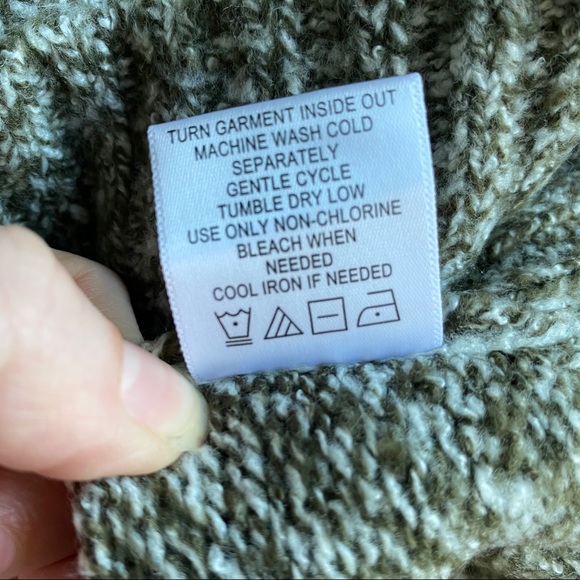 TURN GARMENT INSIDE OUT
MACHINE WASH COLD
SEPARATELY
GENTLE CYCLE
TUMBLE DRY LOW
USE ONLY NON-CHLORINE
BLEACH WHEN
NEEDED
COOL IRON IF NEEDED